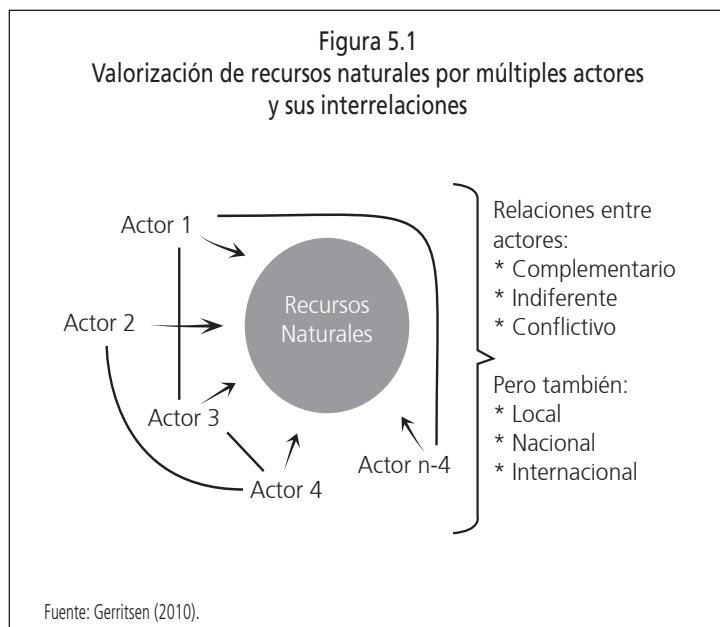 Figura 5.1
Valorización de recursos naturales por múltiples actores
y sus interrelaciones
Actor 1
Actor 2
Actor 3
Actor 4
Actor n-4
Recursos
Naturales
Relaciones entre
actores:
* Complementario
* Indiferente
* Conflictivo
Pero también:
* Local
* Nacional
* Internacional
Fuente: Gerritsen (2010).